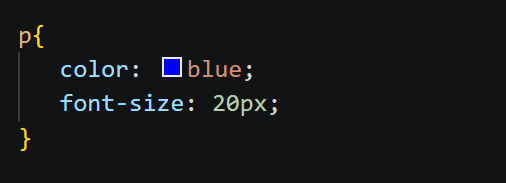 p{
color: blue;
font-size: 20px;
}